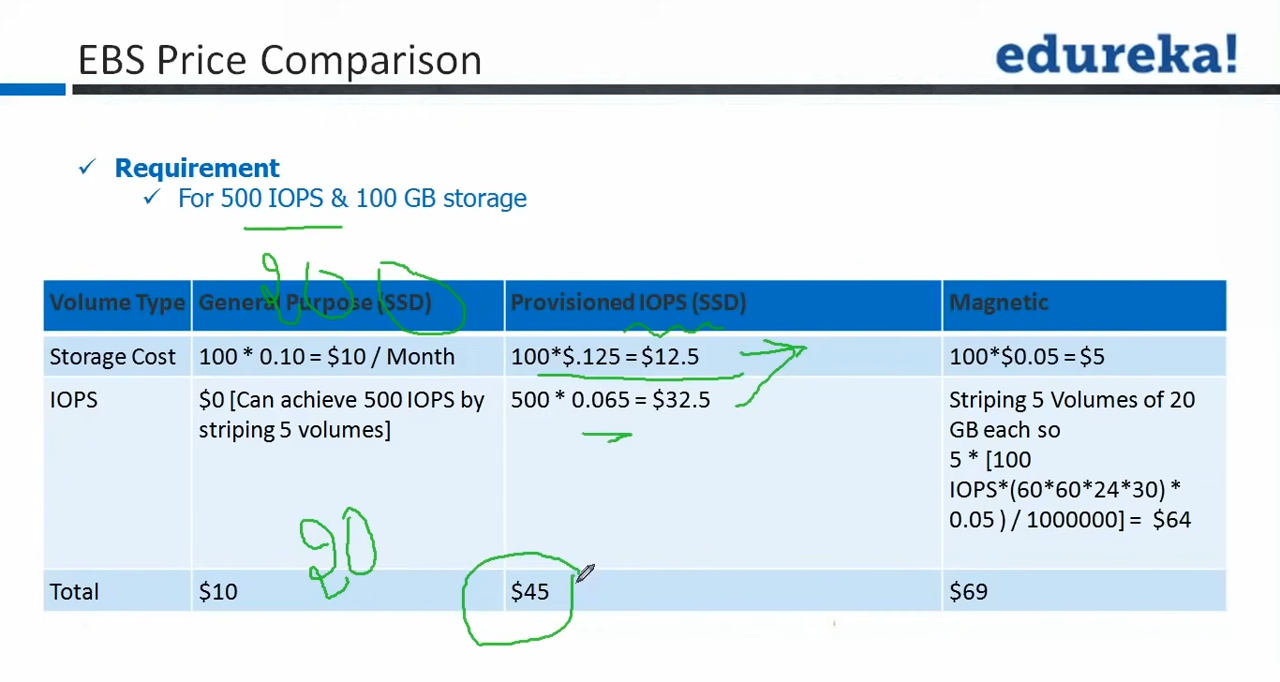 EBS Price Comparison
edureka!
✓ Requirement
✓ For 500 IOPS & 100 GB storage
200
Volume Type General Purpose (SSD) Provisioned IOPS (SSD) Magnetic
Storage Cost 100 * 0.10 = $10 / Month 100*$.125 = $12.5 100*$0.05 = $5
IOPS $0 [Can achieve 500 IOPS by 500 * 0.065 = $32.5 Striping 5 Volumes of 20
striping 5 volumes] GB each so
5 * [100
IOPS*(60*60*24*30) *
0.05 ) / 1000000] = $64
20
Total $10 $45 $69